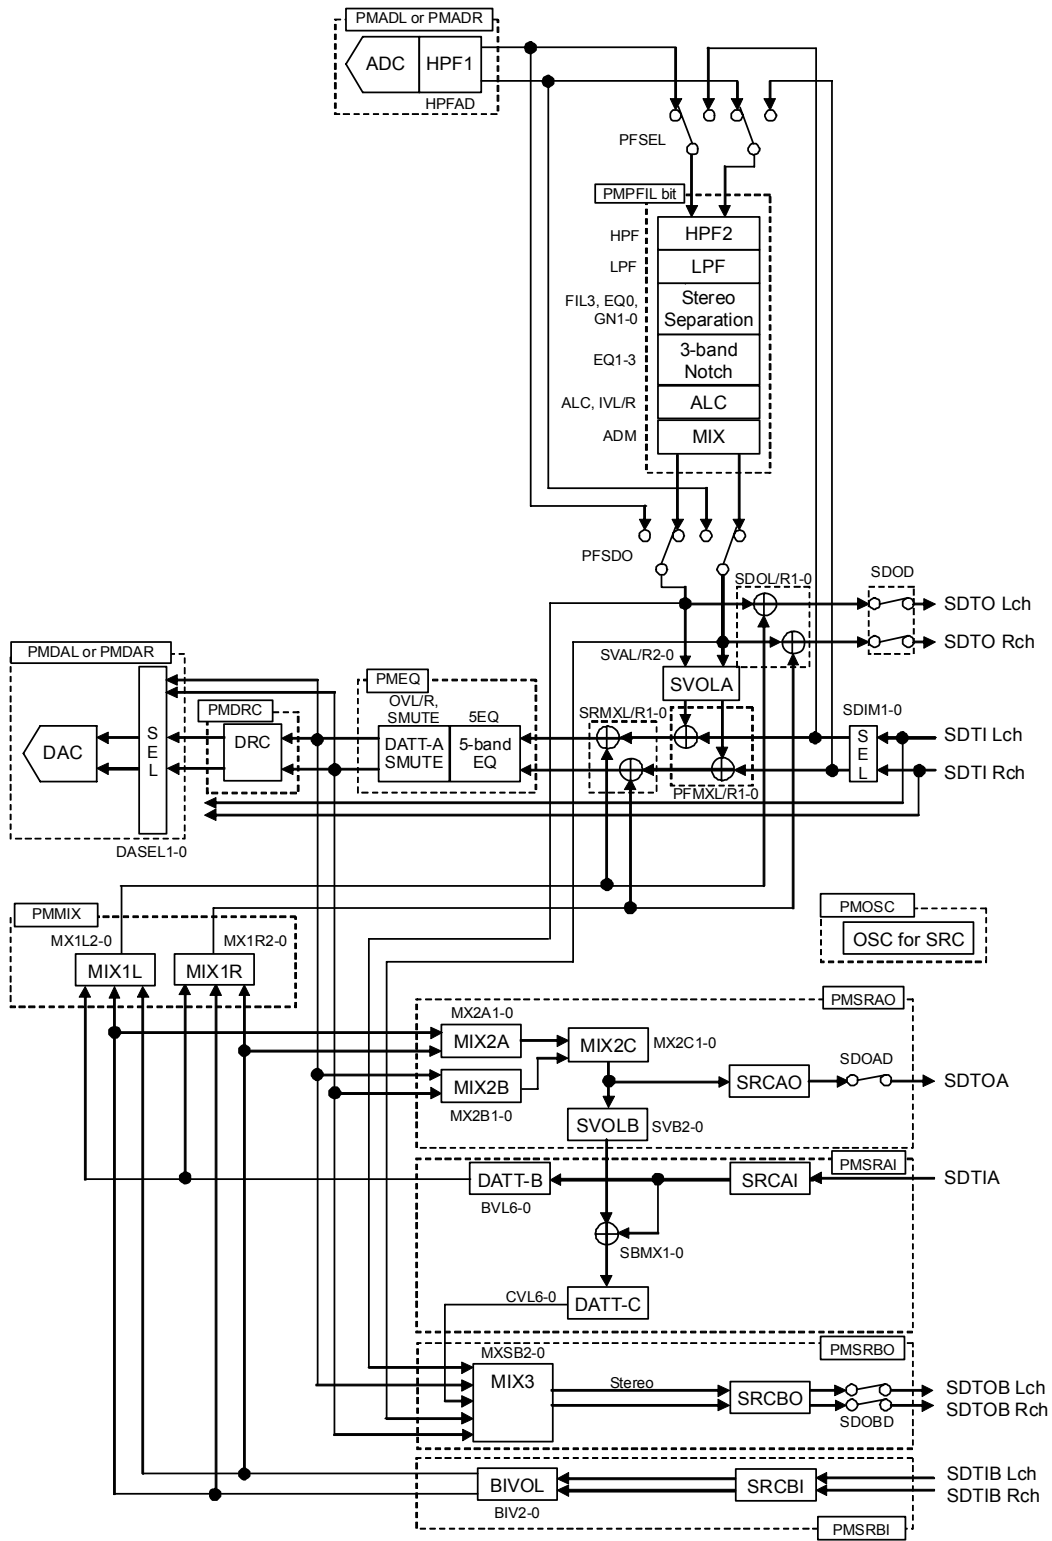 PMADL or PMADR
ADC
HPF1
HPFAD
PFSEL
PMPFIL bit
HPF
HPF2
LPF
LPF
FIL3, EQ0,
GN1-0
Stereo
Separation
EQ1-3
3-band
Notch
ALC, IVL/R
ALC
ADM
MIX
PFSDO
SDOL/R1-0
SDOD
SDTO Lch
SDTO Rch
PMDAL or PMDAR
SVAL/R2-0
SVOLA
PMEQ
OVL/R,
SMUTE
5EQ
PMDRC
SRMXL/R1-0
SDIM1-0
DAC
S
E
L
DRC
DATT-A
SMUTE
5-band
EQ
S
E
L
SDTI Lch
SDTI Rch
PFMXL/R1-0
DASEL1-0
PMMIX
MX1L2-0
MX1R2-0
MIX1L
MIX1R
PMOSC
OSC for SRC
PMSRAO
MX2A1-0
MIX2A
MIX2C
MX2C1-0
MIX2B
MX2B1-0
SRCAO
SDOAD
SDTOA
SVOLB
SVB2-0
PMSRAI
DATT-B
BVL6-0
SRCAI
SDTIA
SBMX1-0
CVL6-0
DATT-C
PMSRBO
MXSB2-0
MIX3
Stereo
SRCBO
SDOBD
SDTOB Lch
SDTOB Rch
BIVOL
BIV2-0
SRCBI
SDTIB Lch
SDTIB Rch
PMSRBI